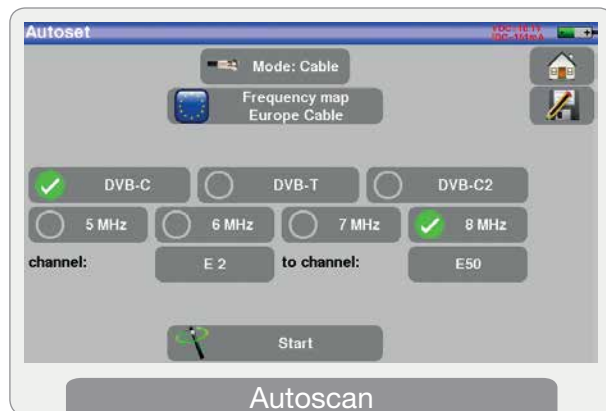 Autoset
Mode: Cable
Frequency map
Europe Cable
DVB-C DVB-T DVB-C2
5 MHz 6 MHz 7 MHz 8 MHz
channel: E 2 to channel: E50
Start
Autoscan